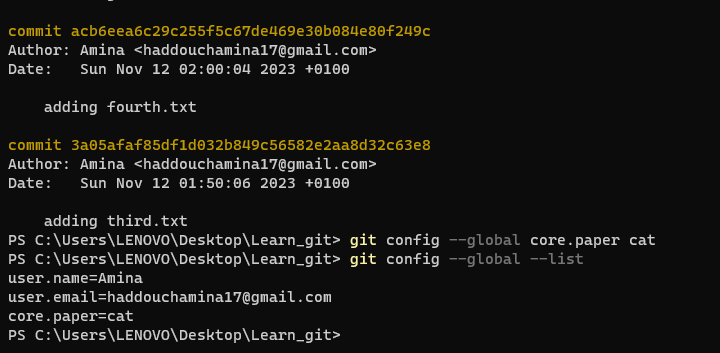 commit acb6eea6c29c255f5c67de469e30b084e80f249c
Author: Amina <haddouchamina17@gmail.com>
Date:   Sun Nov 12 02:00:04 2023 +0100
    adding fourth.txt
commit 3a05afaf85df1d032b849c56582e2aa8d32c63e8
Author: Amina <haddouchamina17@gmail.com>
Date:   Sun Nov 12 01:50:06 2023 +0100
    adding third.txt
PS C:\Users\LENOVO\Desktop\Learn_git> git config --global core.paper cat
PS C:\Users\LENOVO\Desktop\Learn_git> git config --global --list
user.name=Amina
user.email=haddouchamina17@gmail.com
core.paper=cat
PS C:\Users\LENOVO\Desktop\Learn_git>